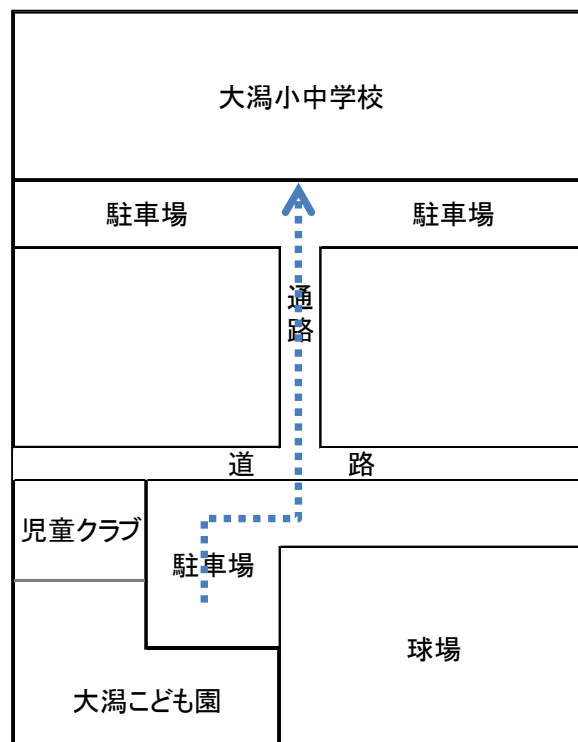 大潟小中学校
駐車場
駐車場
通路
道路
児童クラブ
駐車場
球場
大潟こども園